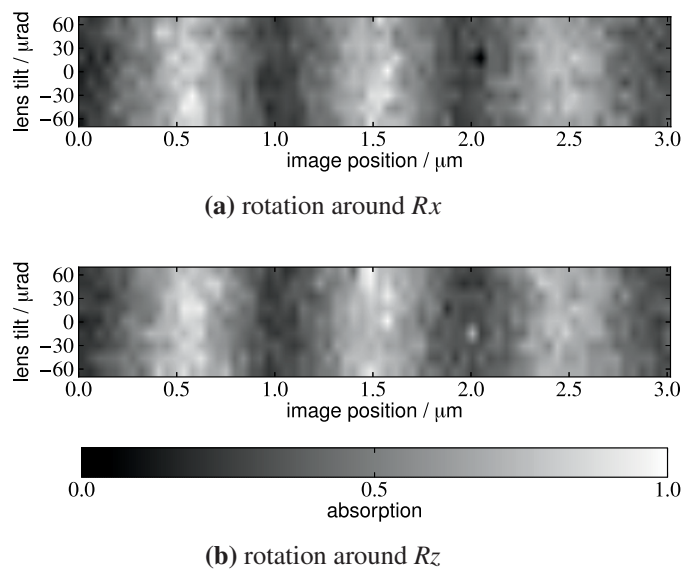 60
30
0
−30
−60
lens tilt / μrad
0.0 0.5 1.0 1.5 2.0 2.5 3.0
image position / μm
(a) rotation around Rx
60
30
0
−30
−60
lens tilt / μrad
0.0 0.5 1.0 1.5 2.0 2.5 3.0
image position / μm
0.0 0.5 1.0
absorption
(b) rotation around Rz